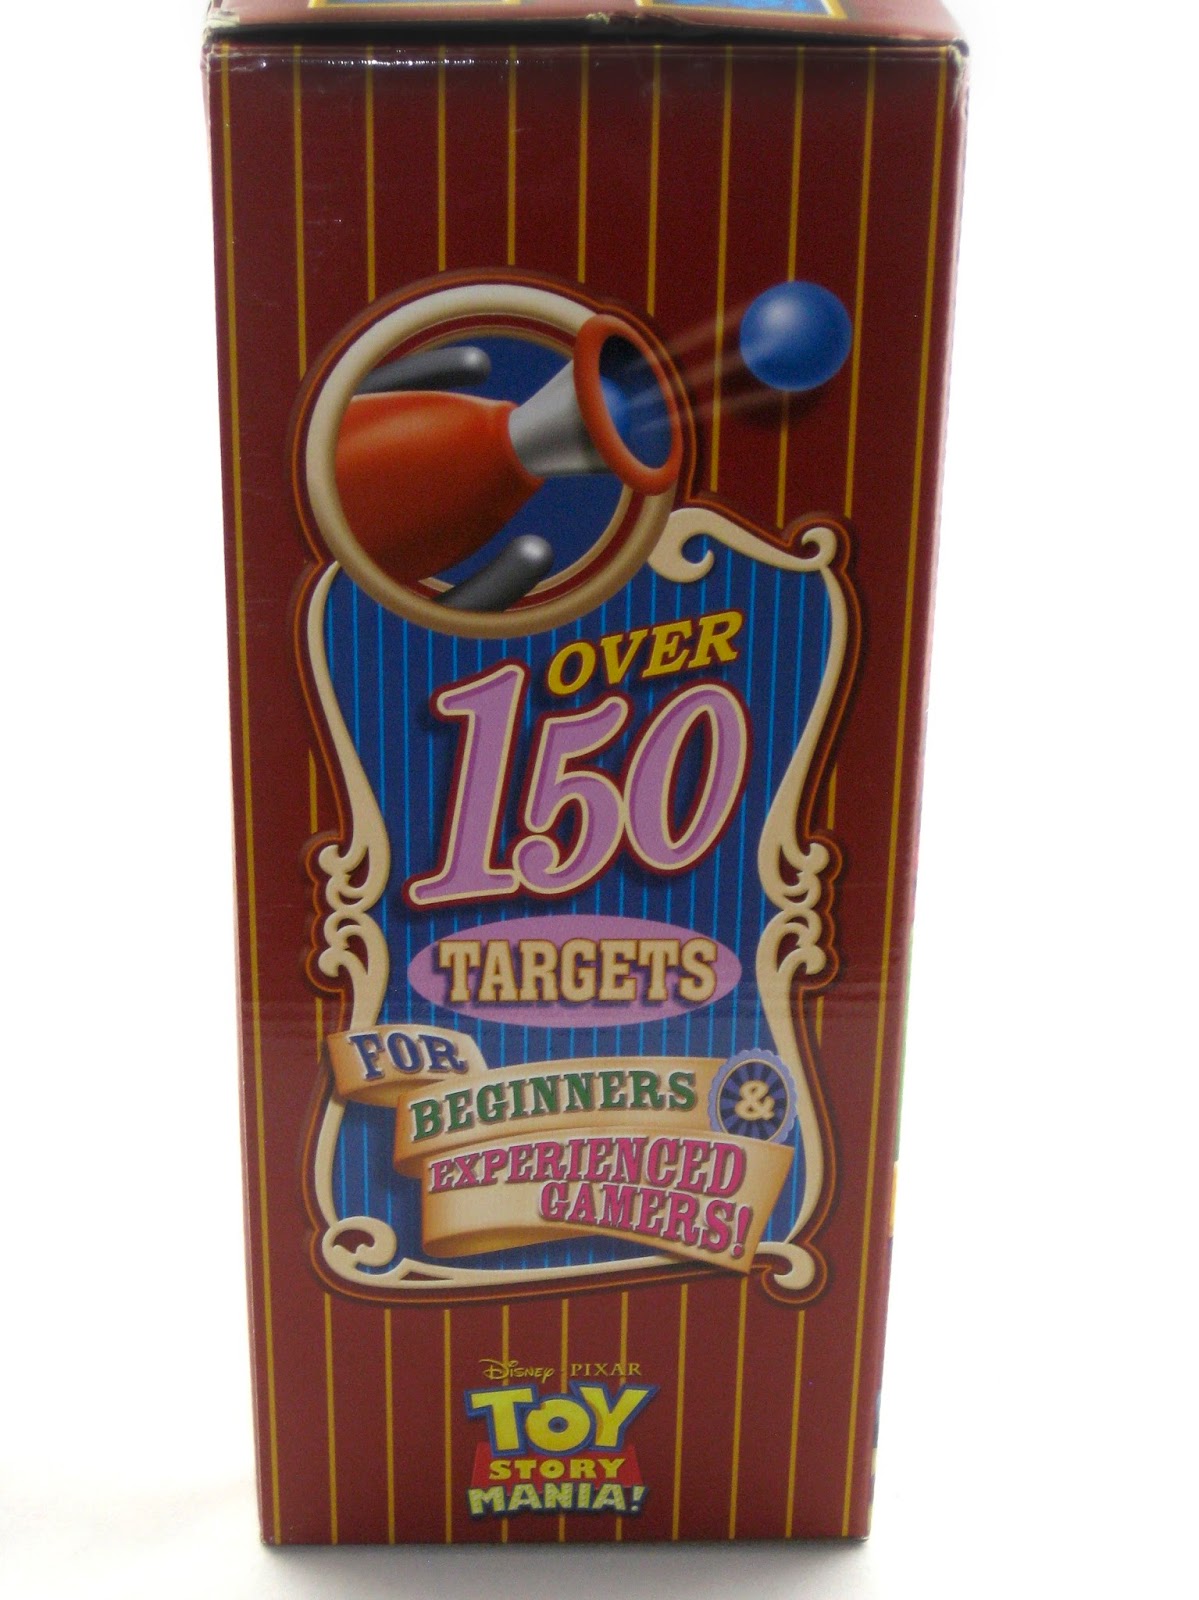 OVER
150
TARGETS
FOR
BEGINNERS &
EXPERIENCED
GAMERS!
Disney · PIXAR
TOY
STORY
MANIA!